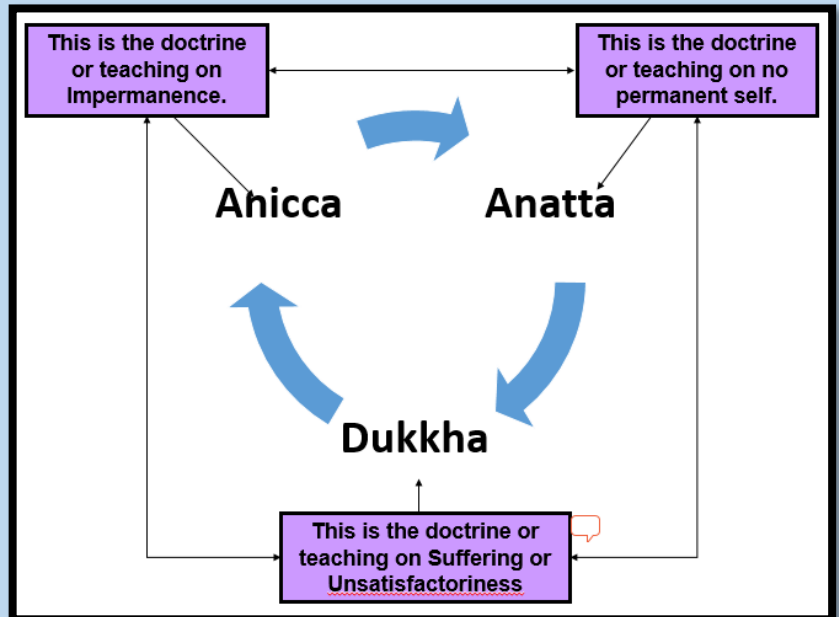 This is the doctrine
or teaching on
Impermanence.
This is the doctrine
or teaching on no
permanent self.
Anicca
Anatta
Dukkha
This is the doctrine or
teaching on Suffering or
Unsatisfactoriness